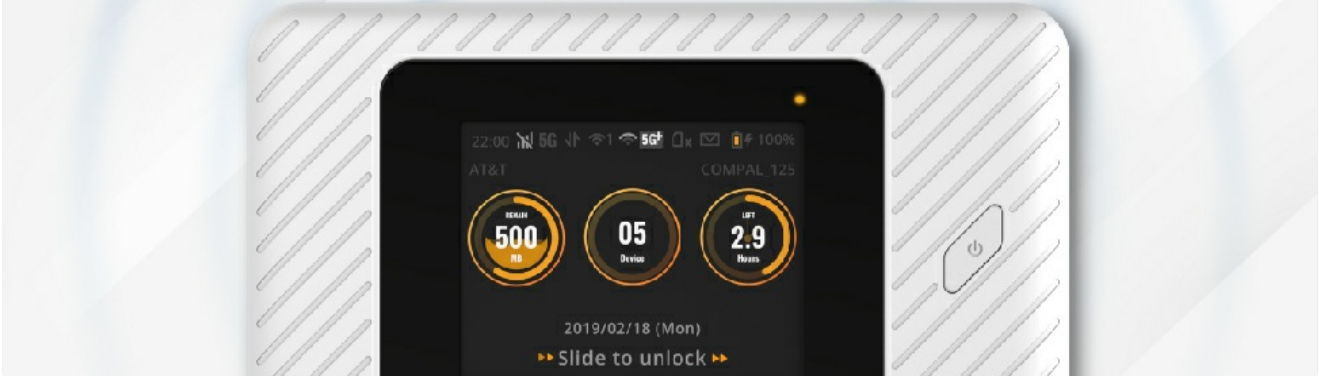 22:00 5G 1 5G+ x 100%
AT&T COMPAL_125
REMAIN LEFT
500 05 2.9
MB Device Hours
2019/02/18 (Mon)
Slide to unlock